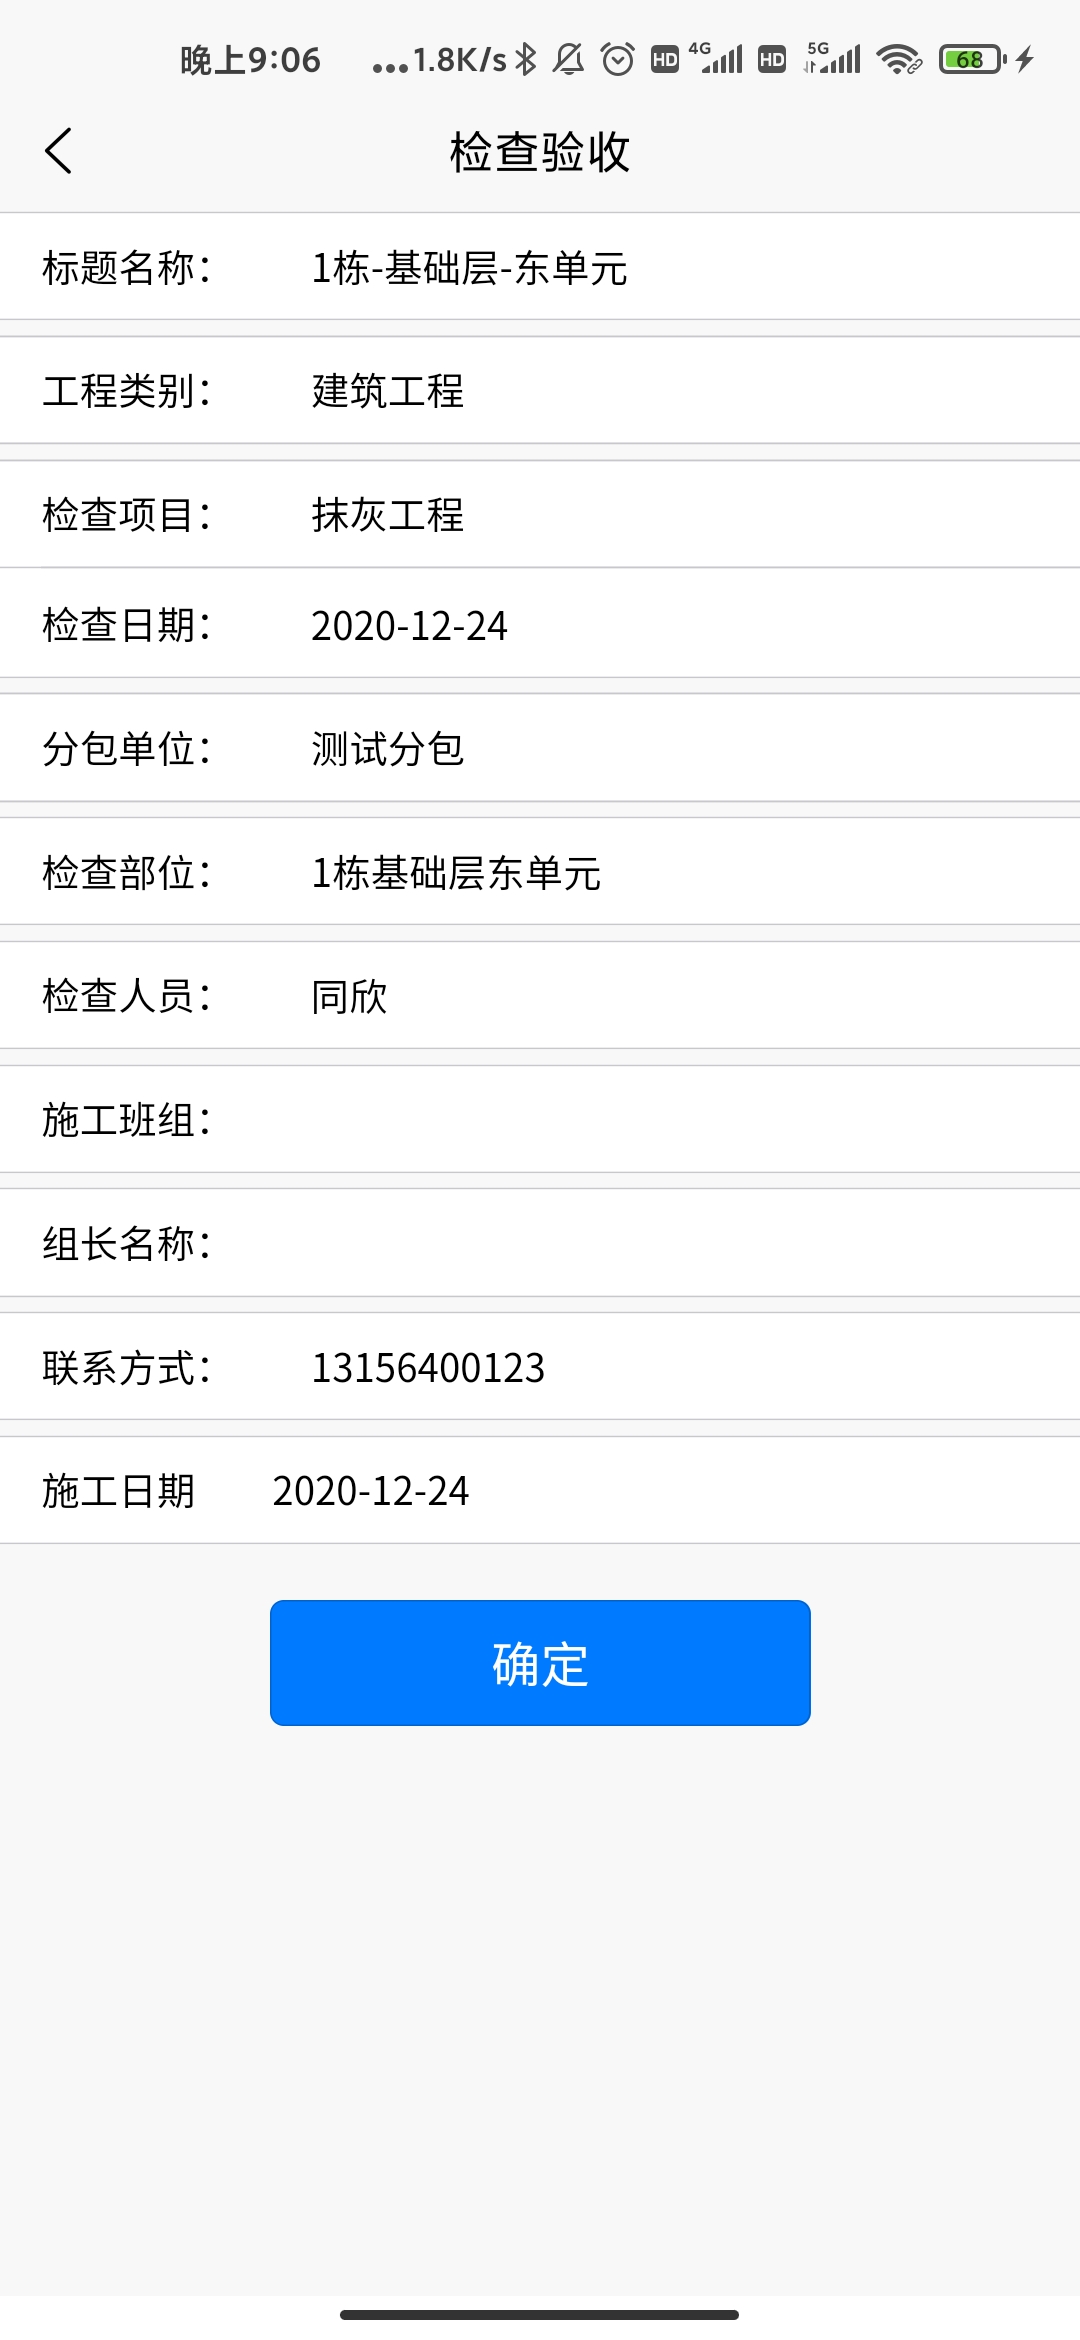 晚上9:06 ...1.8K/s HD 4G HD 5G 68
检查验收
标题名称： 1栋-基础层-东单元
工程类别： 建筑工程
检查项目： 抹灰工程
检查日期： 2020-12-24
分包单位： 测试分包
检查部位： 1栋基础层东单元
检查人员： 同欣
施工班组：
组长名称：
联系方式： 13156400123
施工日期 2020-12-24
确定